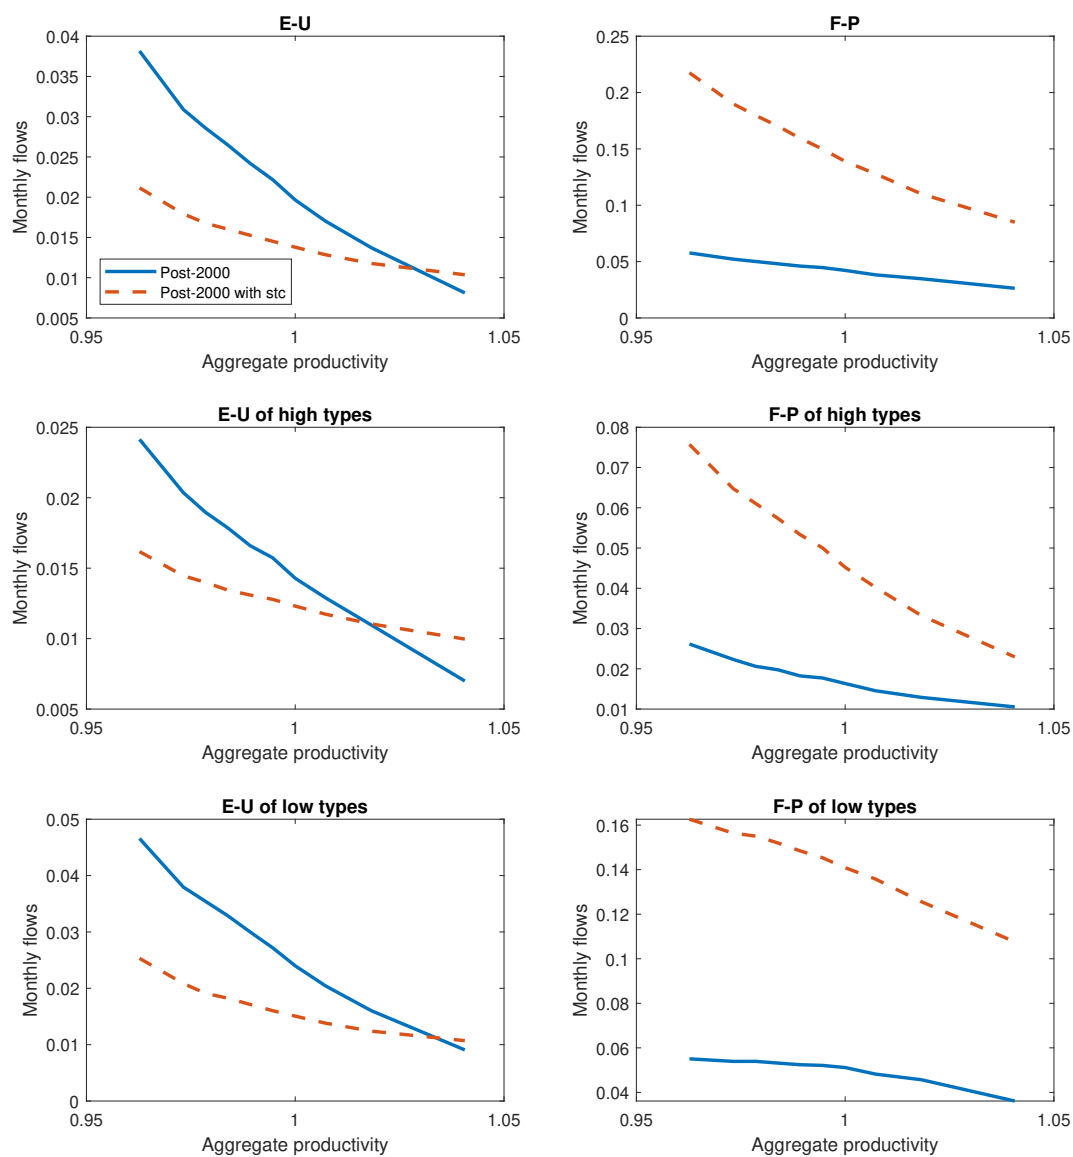 E-U
Monthly flows
0.04
0.035
0.03
0.025
0.02
0.015
0.01
0.005
Post-2000
Post-2000 with stc
0.95
1
1.05
Aggregate productivity
F-P
Monthly flows
0.25
0.2
0.15
0.1
0.05
0
0.95
1
1.05
Aggregate productivity
E-U of high types
Monthly flows
0.025
0.02
0.015
0.01
0.005
0.95
1
1.05
Aggregate productivity
F-P of high types
Monthly flows
0.08
0.07
0.06
0.05
0.04
0.03
0.02
0.01
0.95
1
1.05
Aggregate productivity
E-U of low types
Monthly flows
0.05
0.04
0.03
0.02
0.01
0
0.95
1
1.05
Aggregate productivity
F-P of low types
Monthly flows
0.16
0.14
0.12
0.1
0.08
0.06
0.04
0.95
1
1.05
Aggregate productivity